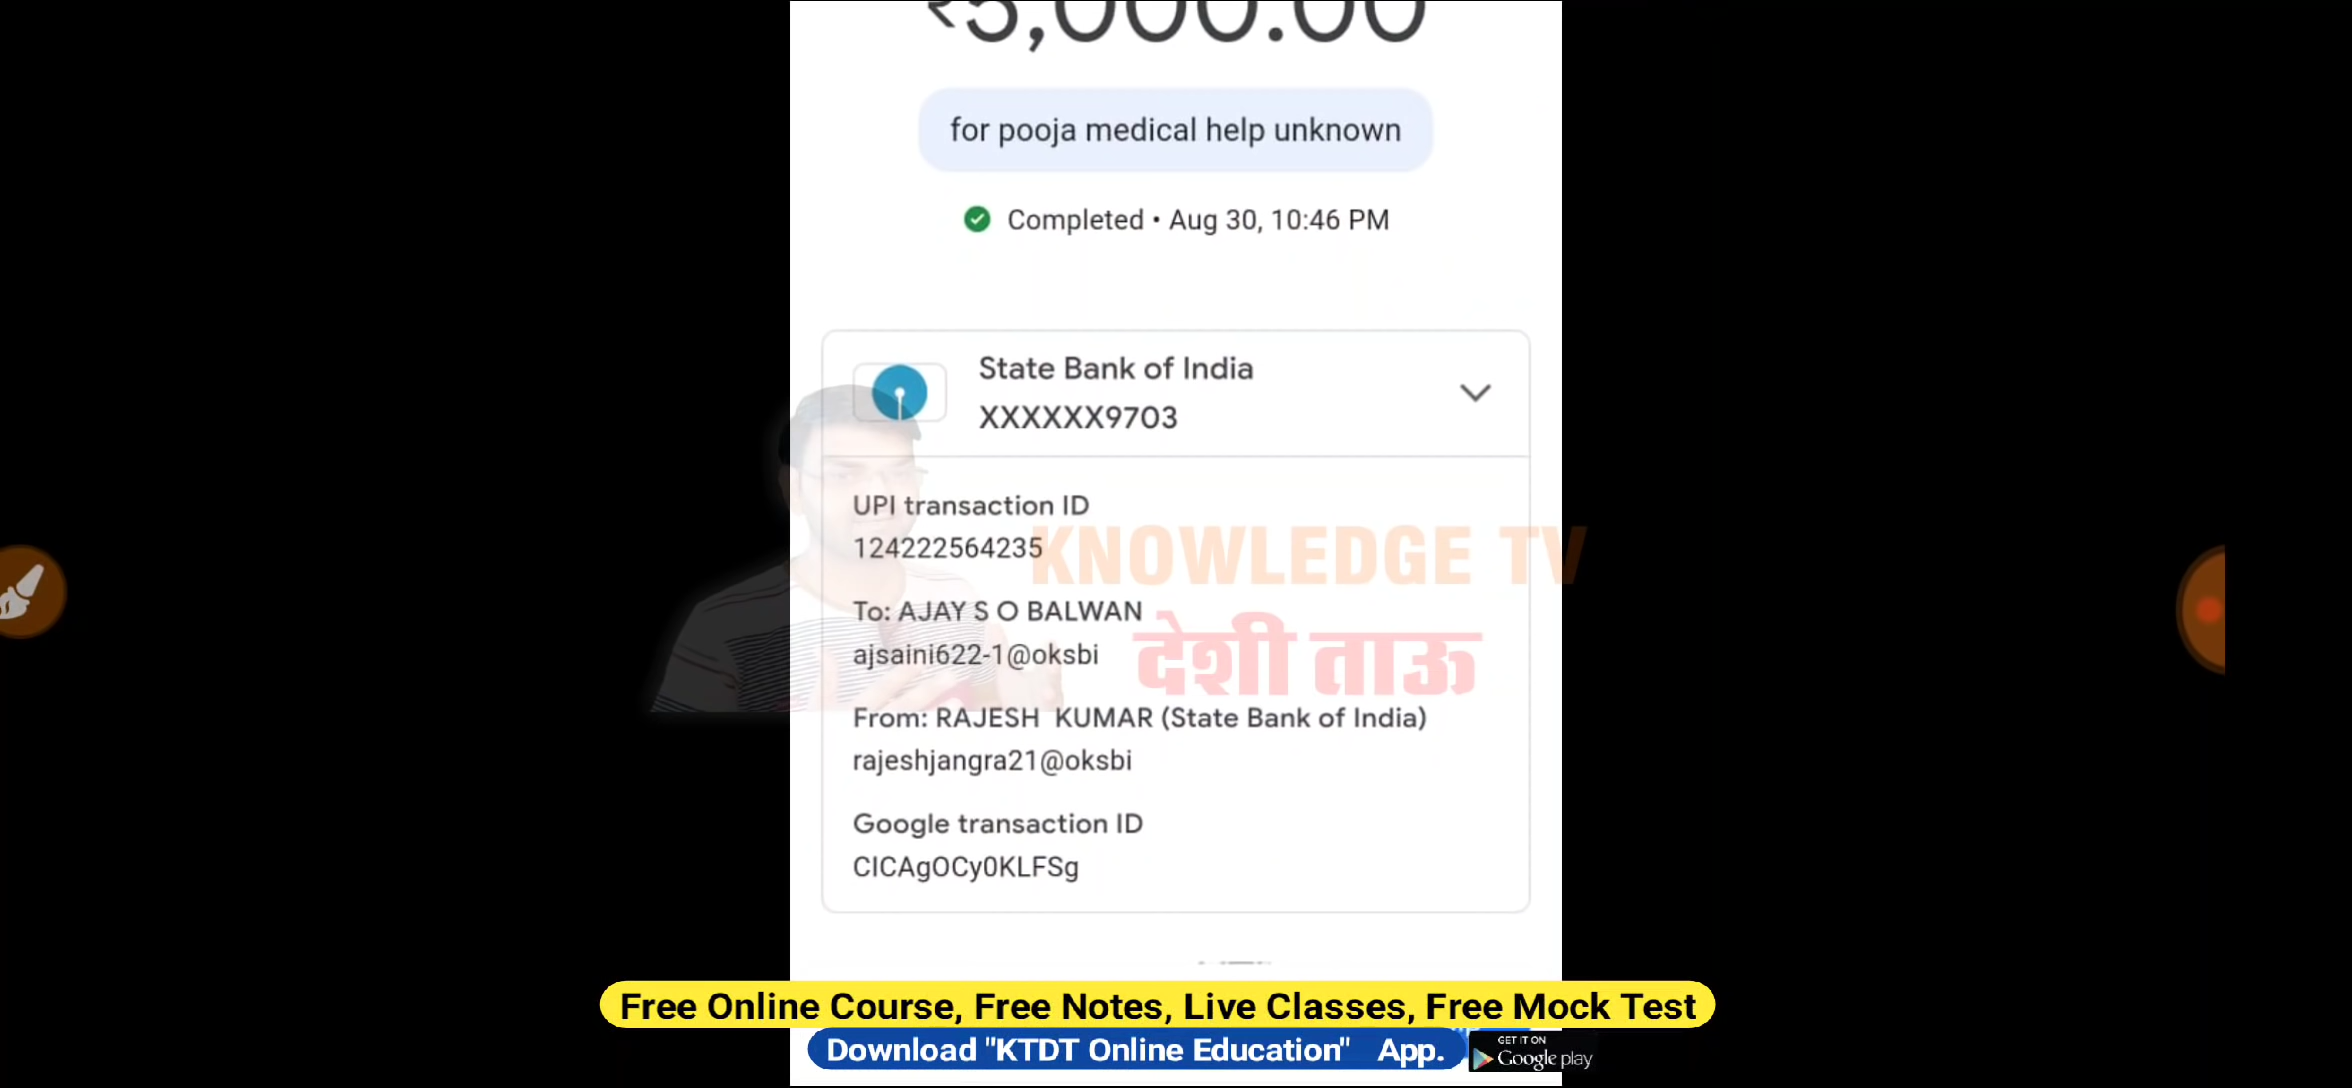 ₹5,000.00
for pooja medical help unknown
Completed • Aug 30, 10:46 PM
State Bank of India
XXXXXX9703
UPI transaction ID
124222564235
KNOWLEDGE TV
To: AJAY S O BALWAN
ajsaini622-1@oksbi
देशी ताऊ
From: RAJESH KUMAR (State Bank of India)
rajeshjangra21@oksbi
Google transaction ID
CICAgOCy0KLFSg
Free Online Course, Free Notes, Live Classes, Free Mock Test
Download "KTDT Online Education" App.
GET IT ON
Google play